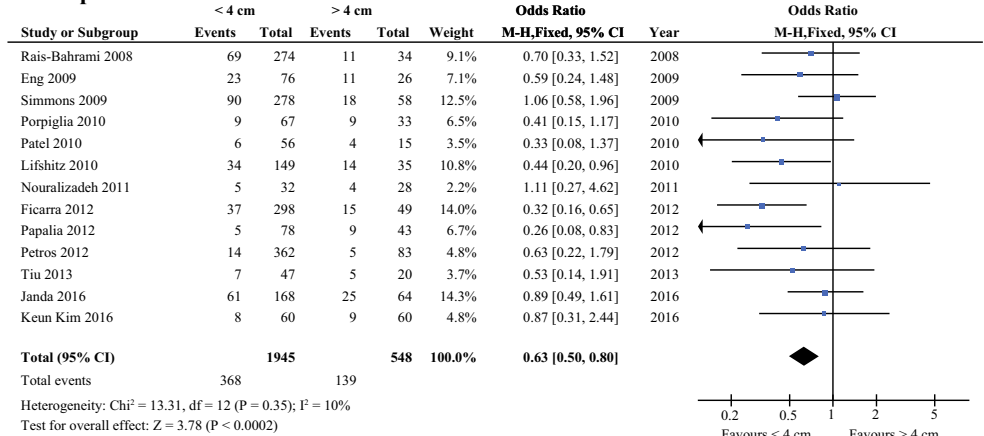 < 4 cm > 4 cm Odds Ratio Odds Ratio
Study or Subgroup Events Total Events Total Weight M-H,Fixed, 95% CI Year M-H,Fixed, 95% CI
Rais-Bahrami 2008 69 274 11 34 9.1% 0.70 [0.33, 1.52] 2008
Eng 2009 23 76 11 26 7.1% 0.59 [0.24, 1.48] 2009
Simmons 2009 90 278 18 58 12.5% 1.06 [0.58, 1.96] 2009
Porpiglia 2010 9 67 9 33 6.5% 0.41 [0.15, 1.17] 2010
Patel 2010 6 56 4 15 3.5% 0.33 [0.08, 1.37] 2010
Lifshitz 2010 34 149 14 35 10.8% 0.44 [0.20, 0.96] 2010
Nouralizadeh 2011 5 32 4 28 2.2% 1.11 [0.27, 4.62] 2011
Ficarra 2012 37 298 15 49 14.0% 0.32 [0.16, 0.65] 2012
Papalia 2012 5 78 9 43 6.7% 0.26 [0.08, 0.83] 2012
Petros 2012 14 362 5 83 4.8% 0.63 [0.22, 1.79] 2012
Tiu 2013 7 47 5 20 3.7% 0.53 [0.14, 1.91] 2013
Janda 2016 61 168 25 64 14.3% 0.89 [0.49, 1.61] 2016
Keun Kim 2016 8 60 9 60 4.8% 0.87 [0.31, 2.44] 2016
Total (95% CI) 1945 548 100.0% 0.63 [0.50, 0.80]
Total events 368 139
Heterogeneity: Chi² = 13.31, df = 12 (P = 0.35); I² = 10%
Test for overall effect: Z = 3.78 (P < 0.0002)
0.2 0.5 1 2 5
Favours < 4 cm Favours > 4 cm